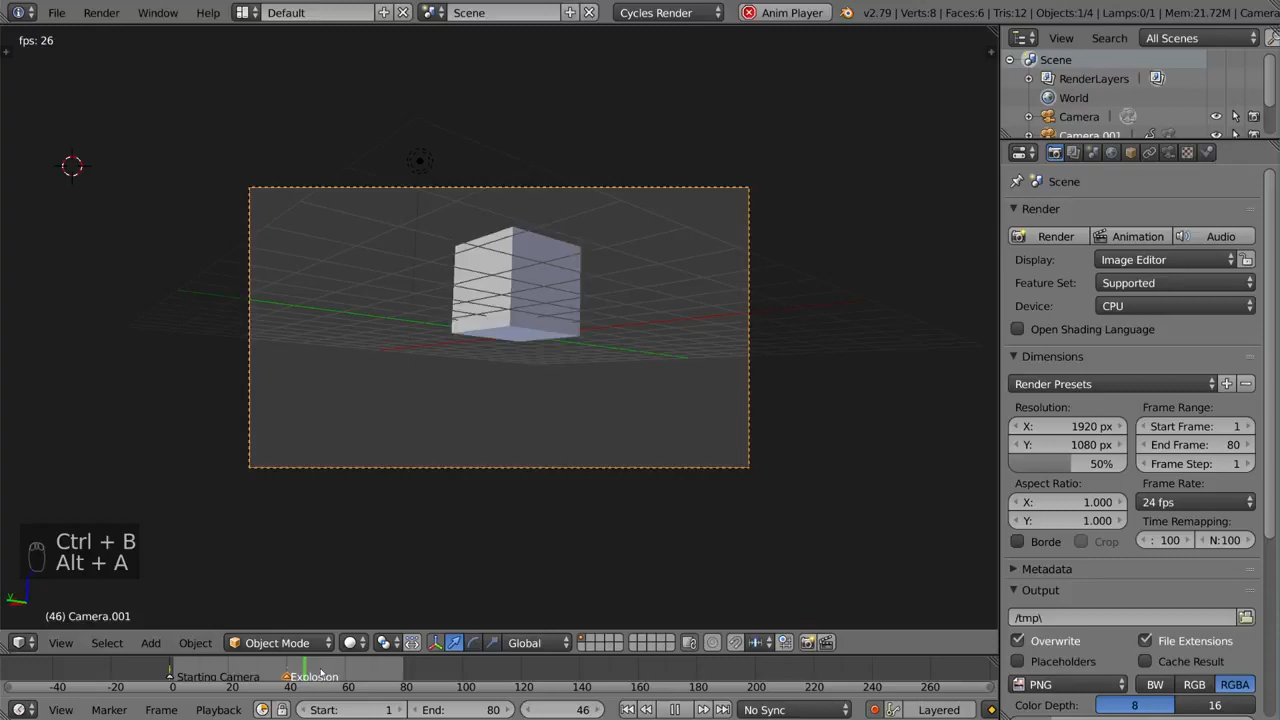 File Render Window Help Default Scene Cycles Render Anim Player v2.79 | Verts:8 | Faces:6 | Tris:12 | Objects:1/4 | Lamps:0/1 | Mem:21.72M | Camera
fps: 26
View Search All Scenes
Scene
RenderLayers
World
Camera
Camera.001
Scene
Render
Render Animation Audio
Display: Image Editor
Feature Set: Supported
Device: CPU
Open Shading Language
Dimensions
Render Presets
Resolution: Frame Range:
X: 1920 px Start Frame: 1
Y: 1080 px End Frame: 80
50% Frame Step: 1
Aspect Ratio: Frame Rate:
X: 1.000 24 fps
Y: 1.000 Time Remapping:
Borde Crop : 100 N:100
Metadata
Output
/tmp\
Overwrite File Extensions
Placeholders Cache Result
PNG BW RGB RGBA
Color Depth: 8 16
Ctrl + B
Alt + A
y
(46) Camera.001
View Select Add Object Object Mode Global
Starting Camera Explosion
-40 -20 0 20 40 60 80 100 120 140 160 180 200 220 240 260
View Marker Frame Playback Start: 1 End: 80 46 No Sync Layered